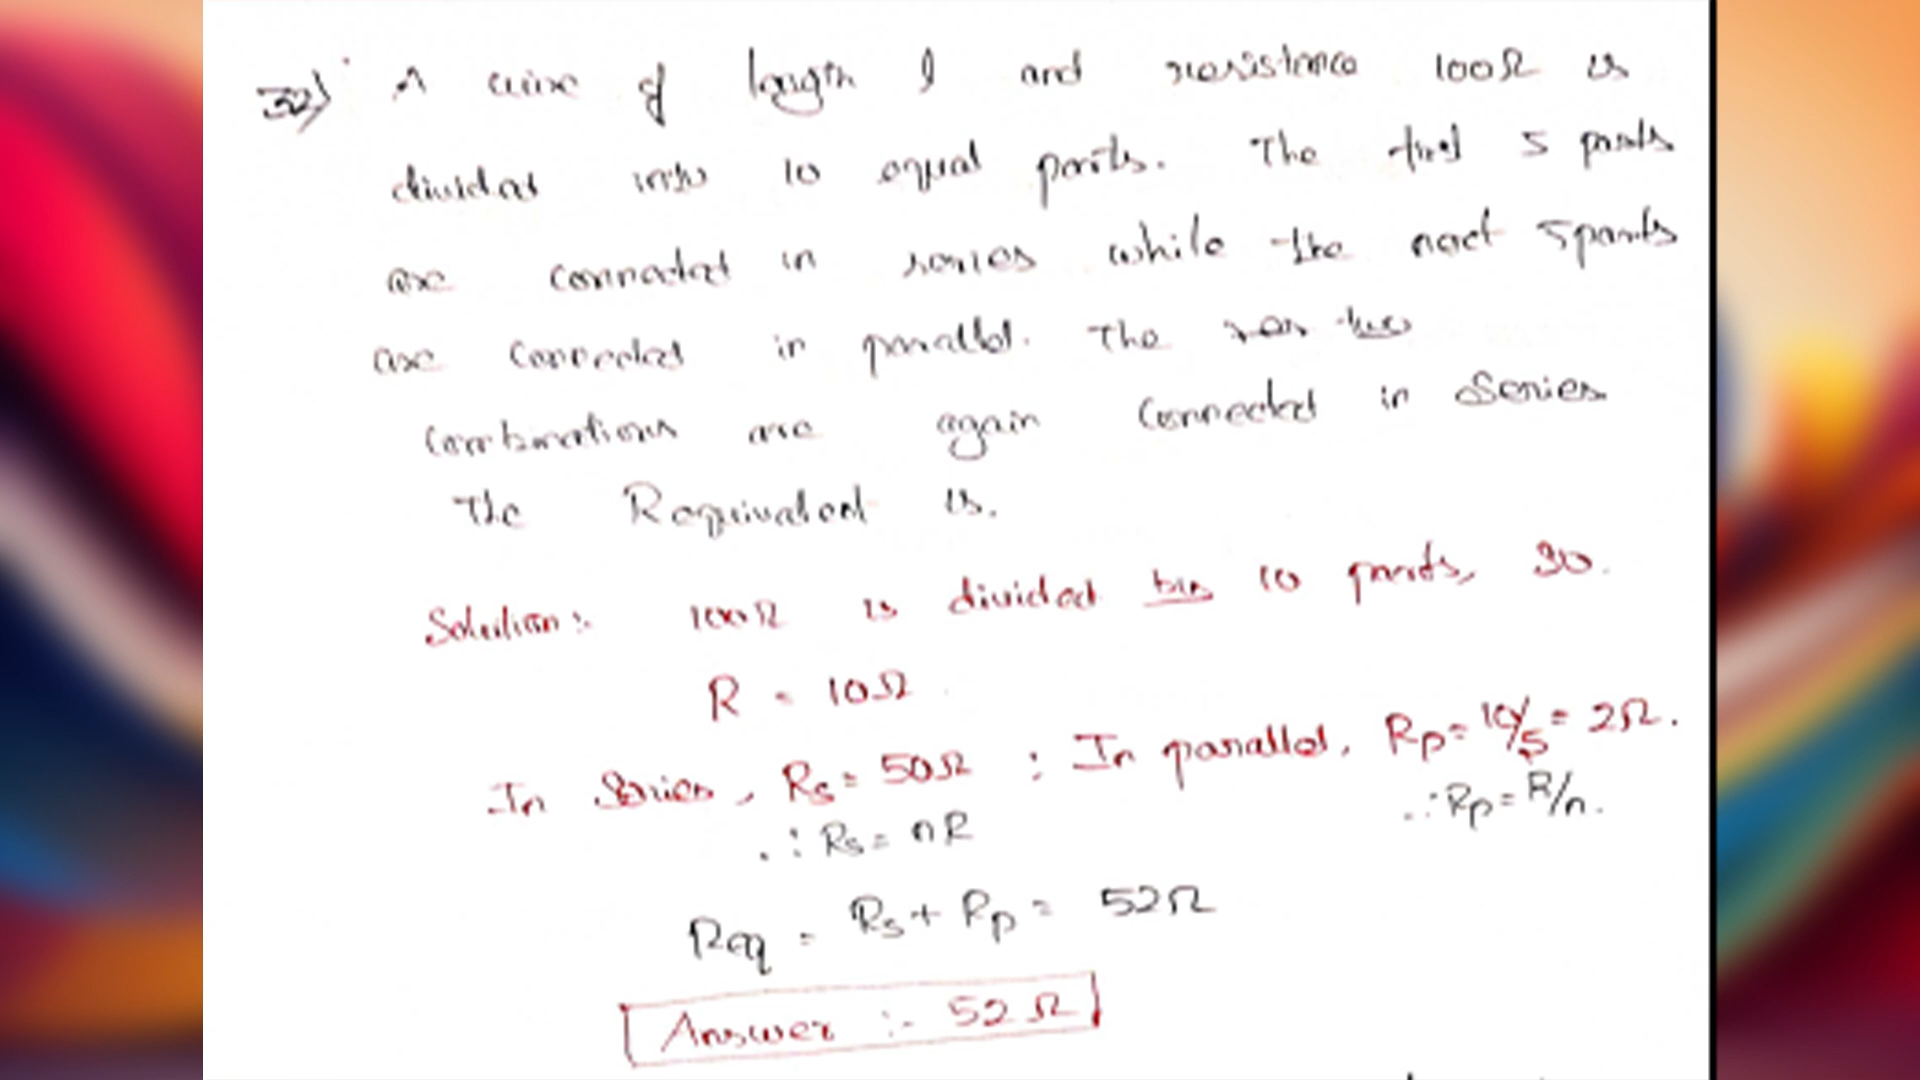 32) A wire of length l and resistance 100Ω is
divided into 10 equal parts. The first 5 parts
are connected in series while the next 5 parts
are connected in parallel. The two
combinations are again connected in Series
The Requivalent is.
Solution :- 100Ω is divided 10 parts, so.
R = 10Ω
In Series, Rs = 50Ω : In parallel, Rp = 10/5 = 2Ω.
∴ Rs = nR ∴ Rp = R/n.
Req = Rs + Rp = 52Ω
Answer :- 52Ω